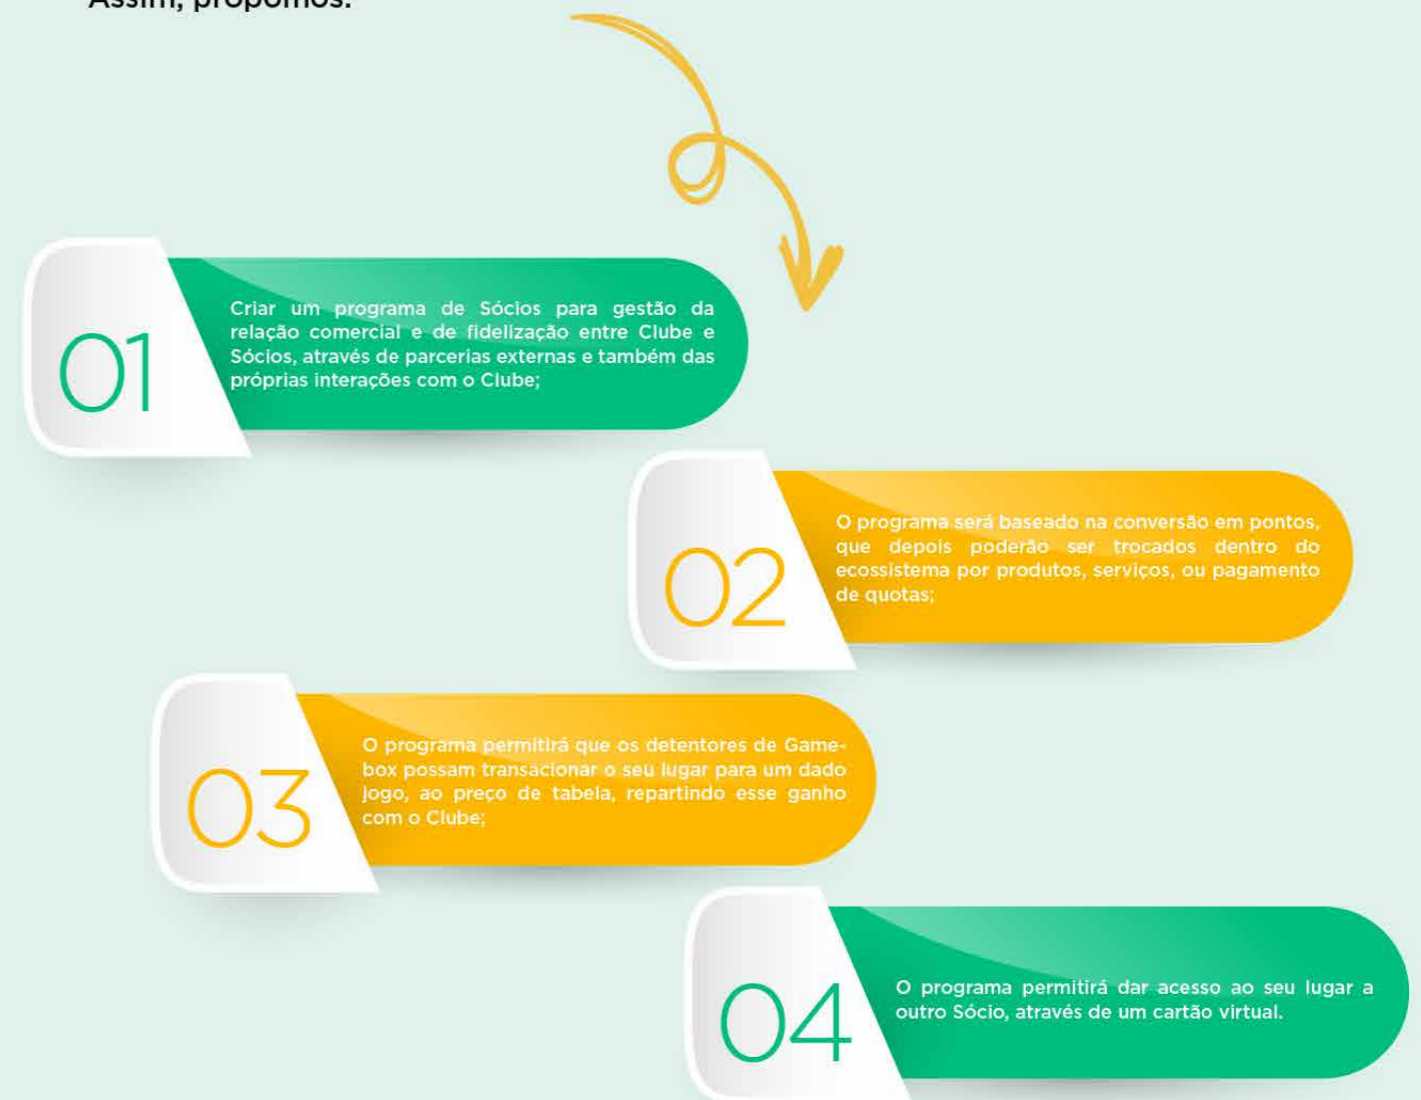 Assim, propomos:
01
Criar um programa de Sócios para gestão da
relação comercial e de fidelização entre Clube e
Sócios, através de parcerias externas e também das
próprias interações com o Clube;
02
O programa será baseado na conversão em pontos,
que depois poderão ser trocados dentro do
ecossistema por produtos, serviços, ou pagamento
de quotas;
03
O programa permitirá que os detentores de Game-
box possam transacionar o seu lugar para um dado
jogo, ao preço de tabela, repartindo esse ganho
com o Clube;
04
O programa permitirá dar acesso ao seu lugar a
outro Sócio, através de um cartão virtual.